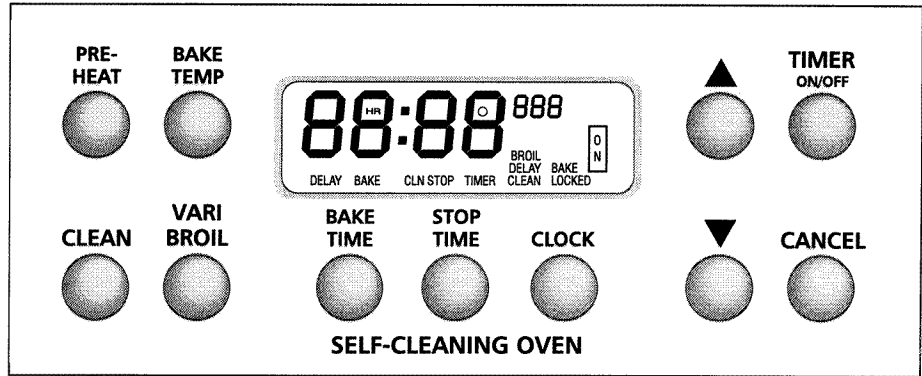 PRE-
HEAT
BAKE
TEMP
88:88
HR
888
BROIL
DELAY
CLEAN
BAKE
LOCKED
O
N
DELAY BAKE CLN STOP TIMER
▲
TIMER
ON/OFF
CLEAN
VARI
BROIL
BAKE
TIME
STOP
TIME
CLOCK
▼
CANCEL
SELF-CLEANING OVEN